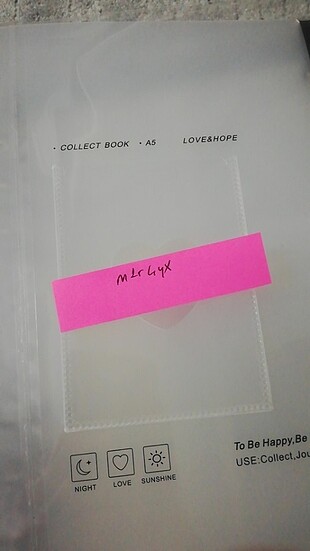 · COLLECT BOOK · A5 LOVE&HOPE
NIGHT LOVE SUNSHINE
To Be Happy,Be
USE:Collect,Jou